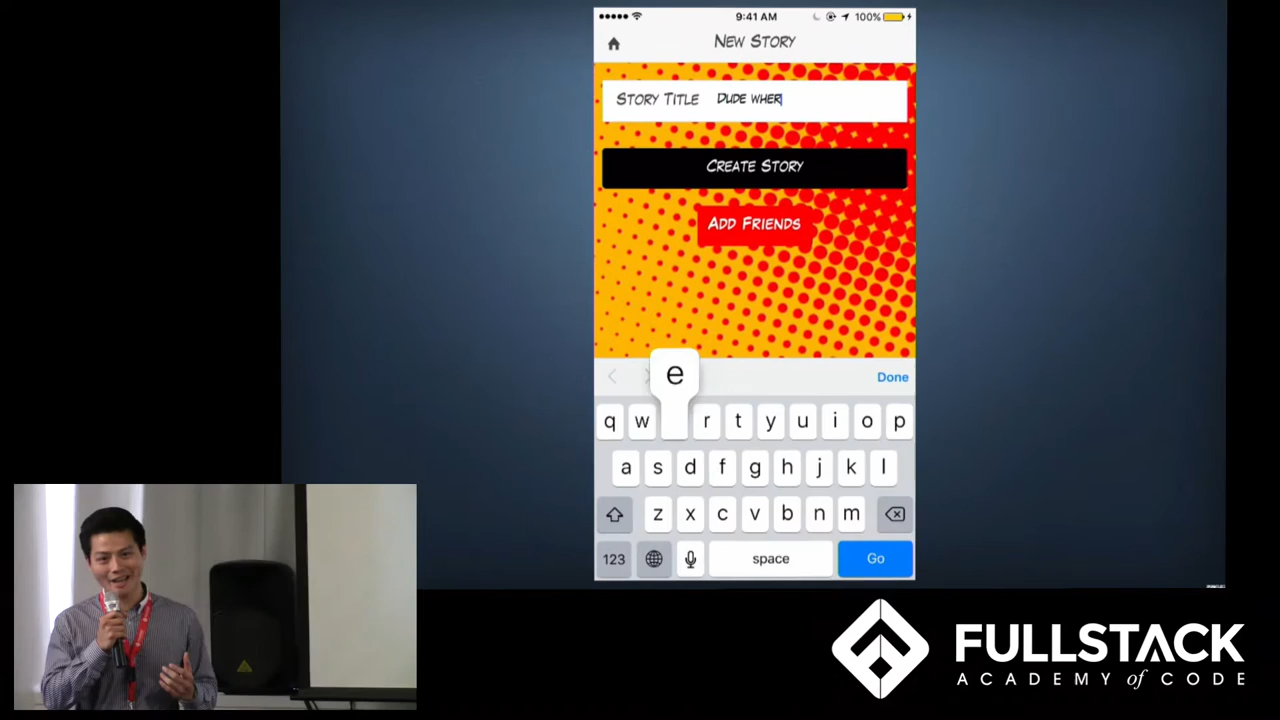 9:41 AM
100%
New Story
Story Title Dude wher
Create Story
Add Friends
Done
e
q w r t y u i o p
a s d f g h j k l
z x c v b n m
123 space Go
FULLSTACK
ACADEMY of CODE